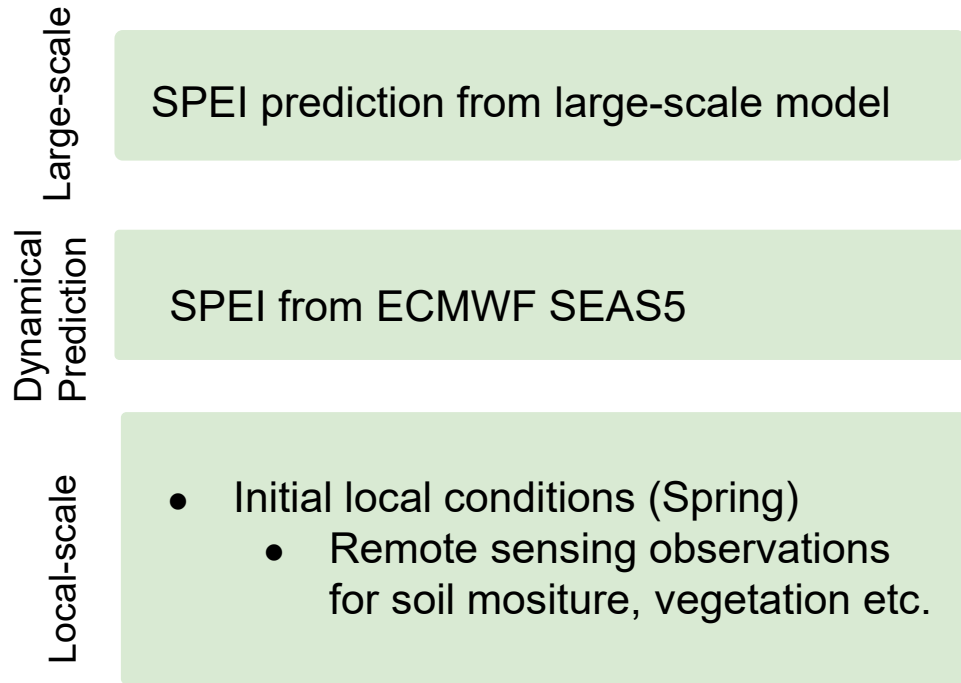 Large-scale
SPEI prediction from large-scale model
Dynamical
Prediction
SPEI from ECMWF SEAS5
Local-scale
● Initial local conditions (Spring)
● Remote sensing observations
for soil mositure, vegetation etc.